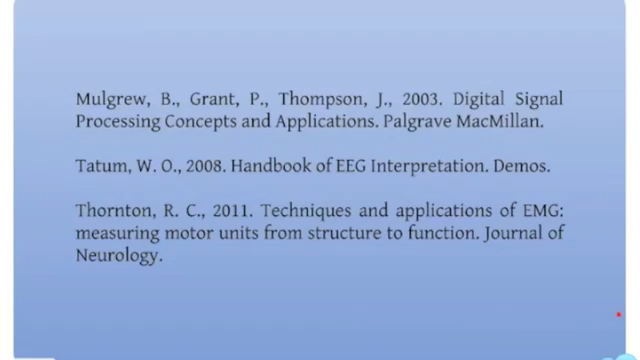 Mulgrew, B., Grant, P., Thompson, J., 2003. Digital Signal
Processing Concepts and Applications. Palgrave MacMillan.
Tatum, W. O., 2008. Handbook of EEG Interpretation. Demos.
Thornton, R. C., 2011. Techniques and applications of EMG:
measuring motor units from structure to function. Journal of
Neurology.